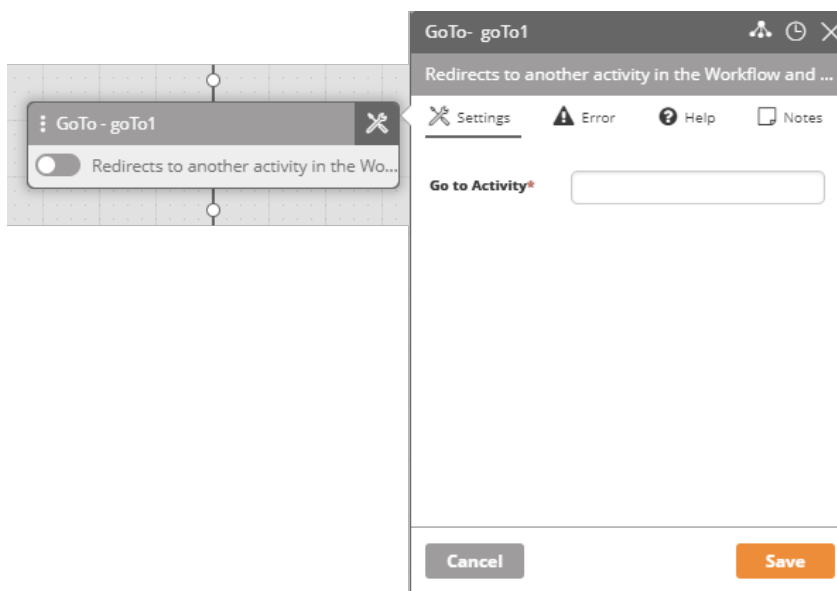 GoTo - goTo1
Redirects to another activity in the Wo...
GoTo- goTo1
Redirects to another activity in the Workflow and ...
Settings Error Help Notes
Go to Activity*
Cancel Save